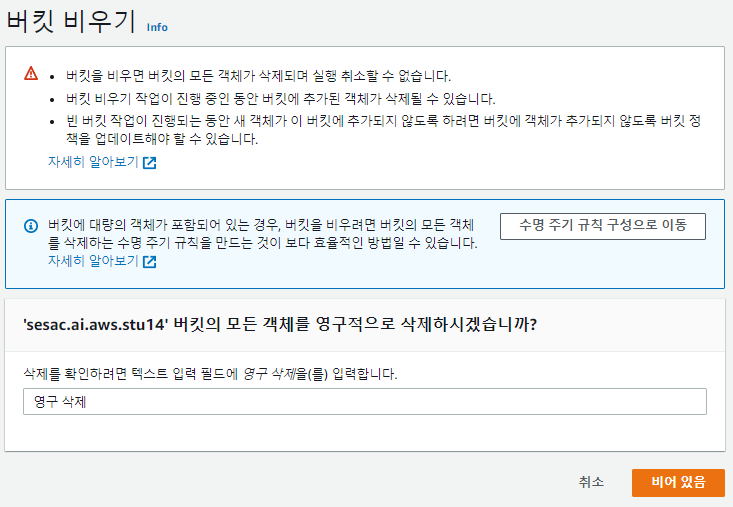 버킷 비우기 Info
버킷을 비우면 버킷의 모든 객체가 삭제되며 실행 취소할 수 없습니다.
버킷 비우기 작업이 진행 중인 동안 버킷에 추가된 객체가 삭제될 수 있습니다.
빈 버킷 작업이 진행되는 동안 새 객체가 이 버킷에 추가되지 않도록 하려면 버킷에 객체가 추가되지 않도록 버킷 정
책을 업데이트해야 할 수 있습니다.
자세히 알아보기
버킷에 대량의 객체가 포함되어 있는 경우, 버킷을 비우려면 버킷의 모든 객체
를 삭제하는 수명 주기 규칙을 만드는 것이 보다 효율적인 방법일 수 있습니다.
자세히 알아보기
수명 주기 규칙 구성으로 이동
'sesac.ai.aws.stu14' 버킷의 모든 객체를 영구적으로 삭제하시겠습니까?
삭제를 확인하려면 텍스트 입력 필드에 영구 삭제을(를) 입력합니다.
영구 삭제
취소
비어 있음